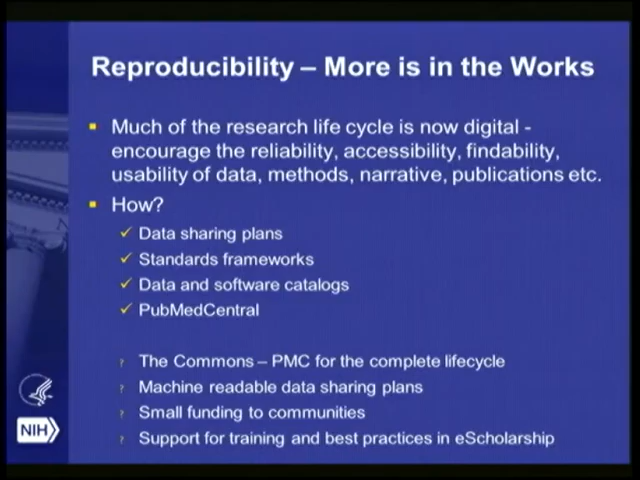 Reproducibility – More is in the Works
▪ Much of the research life cycle is now digital -
encourage the reliability, accessibility, findability,
usability of data, methods, narrative, publications etc.
▪ How?
✓ Data sharing plans
✓ Standards frameworks
✓ Data and software catalogs
✓ PubMedCentral
? The Commons – PMC for the complete lifecycle
? Machine readable data sharing plans
? Small funding to communities
? Support for training and best practices in eScholarship
NIH